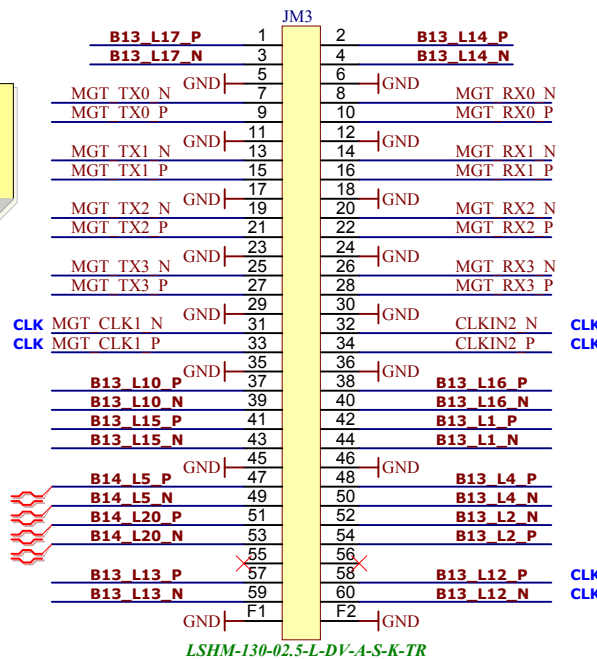 JM3
B13_L17_P 1 2 B13_L14_P
B13_L17_N 3 4 B13_L14_N
GND 5 6 GND
MGT_TX0_N 7 8 MGT_RX0_N
MGT_TX0_P 9 10 MGT_RX0_P
GND 11 12 GND
MGT_TX1_N 13 14 MGT_RX1_N
MGT_TX1_P 15 16 MGT_RX1_P
GND 17 18 GND
MGT_TX2_N 19 20 MGT_RX2_N
MGT_TX2_P 21 22 MGT_RX2_P
GND 23 24 GND
MGT_TX3_N 25 26 MGT_RX3_N
MGT_TX3_P 27 28 MGT_RX3_P
GND 29 30 GND
CLK MGT_CLK1_N 31 32 CLKIN2_N CLK
CLK MGT_CLK1_P 33 34 CLKIN2_P CLK
GND 35 36 GND
B13_L10_P 37 38 B13_L16_P
B13_L10_N 39 40 B13_L16_N
B13_L15_P 41 42 B13_L1_P
B13_L15_N 43 44 B13_L1_N
GND 45 46 GND
B14_L5_P 47 48 B13_L4_P
B14_L5_N 49 50 B13_L4_N
B14_L20_P 51 52 B13_L2_N
B14_L20_N 53 54 B13_L2_P
55 56
B13_L13_P 57 58 B13_L12_P CLK
B13_L13_N 59 60 B13_L12_N CLK
GND F1 F2 GND
LSHM-130-02.5-L-DV-A-S-K-TR